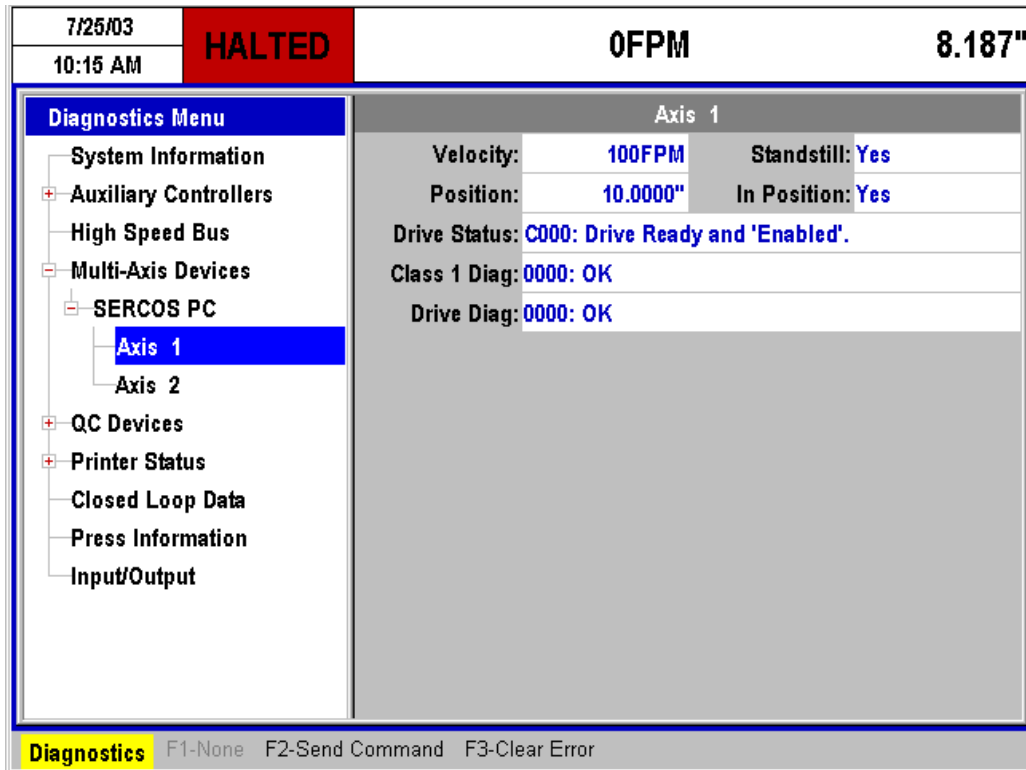 7/25/03
10:15 AM
HALTED
0FPM
8.187"
Diagnostics Menu
System Information
Auxiliary Controllers
High Speed Bus
Multi-Axis Devices
SERCOS PC
Axis 1
Axis 2
QC Devices
Printer Status
Closed Loop Data
Press Information
Input/Output
Axis 1
Velocity: 100FPM Standstill: Yes
Position: 10.0000" In Position: Yes
Drive Status: C000: Drive Ready and 'Enabled'.
Class 1 Diag: 0000: OK
Drive Diag: 0000: OK
Diagnostics F1-None F2-Send Command F3-Clear Error